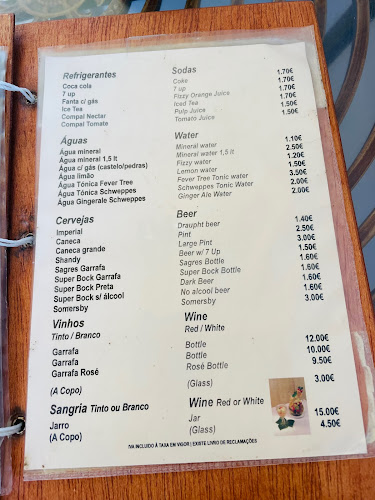 Refrigerantes Sodas
Coca cola Coke 1.70€
7 up 7 up 1.70€
Fanta c/ gás Fizzy Orange Juice 1.70€
Ice Tea Iced Tea 1.70€
Compal Nectar Pulp Juice 1.50€
Compal Tomate Tomato Juice 1.50€
Águas Water
Água mineral Mineral water 1.10€
Água mineral 1,5 lt Mineral water 1,5 lt 2.50€
Água c/ gás (castelo/pedras) Fizzy water 1.20€
Água limão Lemon water 1.50€
Água Tónica Fever Tree Fever Tree Tonic water 3.50€
Água Tónica Schweppes Schweppes Tonic Water 2.00€
Água Gingerale Schweppes Ginger Ale Water 2.00€
Cervejas Beer
Imperial Draupht beer 1.40€
Caneca Pint 2.50€
Caneca grande Large Pint 3.00€
Shandy Beer w/ 7 Up 1.50€
Sagres Garrafa Sagres Bottle 1.60€
Super Bock Garrafa Super Bock Bottle 1.60€
Super Bock Preta Dark Beer 1.60€
Super Bock s/ álcool No alcool beer 1.60€
Somersby Somersby 3.00€
Vinhos Wine
Tinto / Branco Red / White
Garrafa Bottle 12.00€
Garrafa Bottle 10.00€
Garrafa Rosé Rosé Bottle 9.50€
(A Copo) (Glass) 3.00€
Sangria Tinto ou Branco Wine Red or White
Jarro Jar 15.00€
(A Copo) (Glass) 4.50€
IVA INCLUIDO À TAXA EM VIGOR | EXISTE LIVRO DE RECLAMAÇÕES